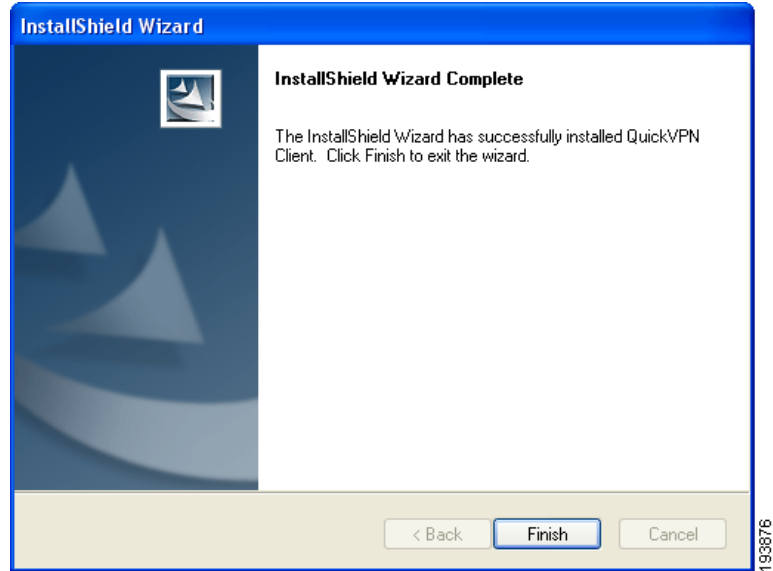 InstallShield Wizard
InstallShield Wizard Complete
The InstallShield Wizard has successfully installed QuickVPN
Client. Click Finish to exit the wizard.
< Back
Finish
Cancel
193876